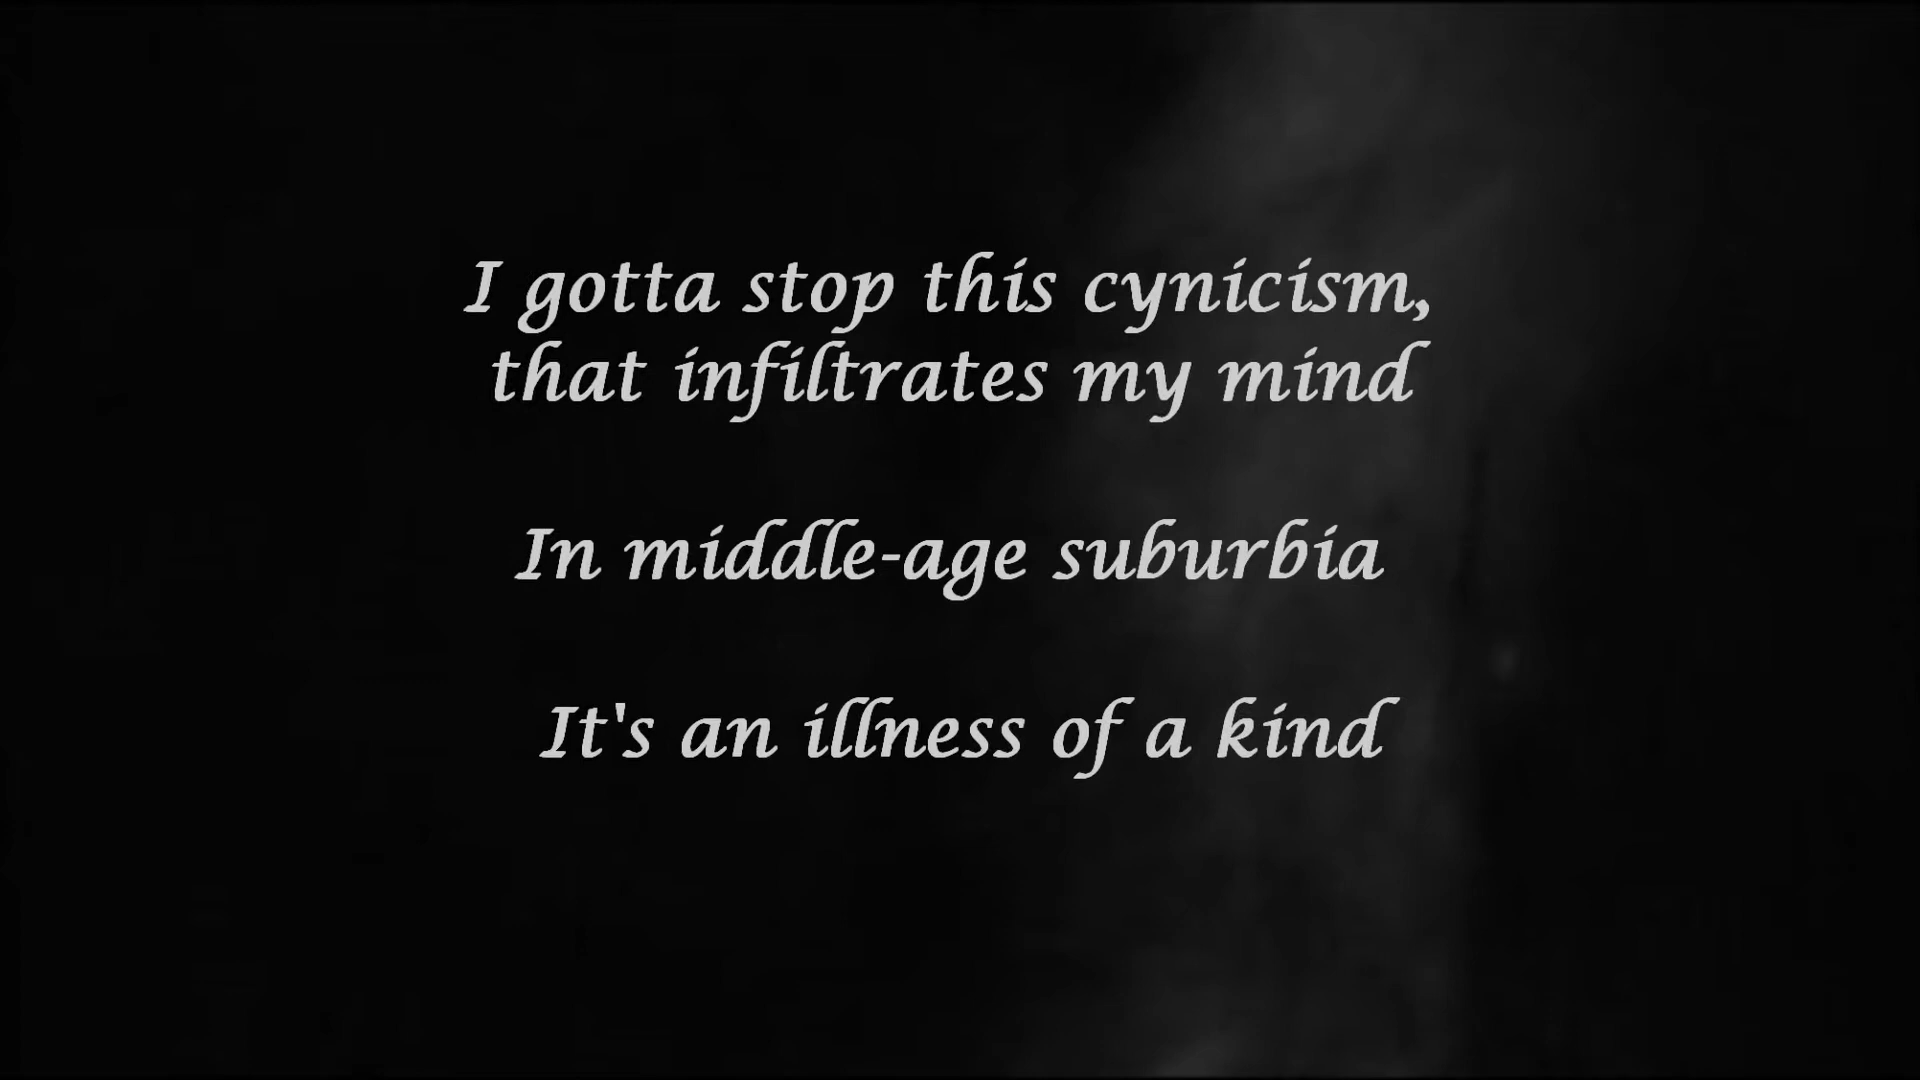 I gotta stop this cynicism,
that infiltrates my mind
In middle-age suburbia
It's an illness of a kind